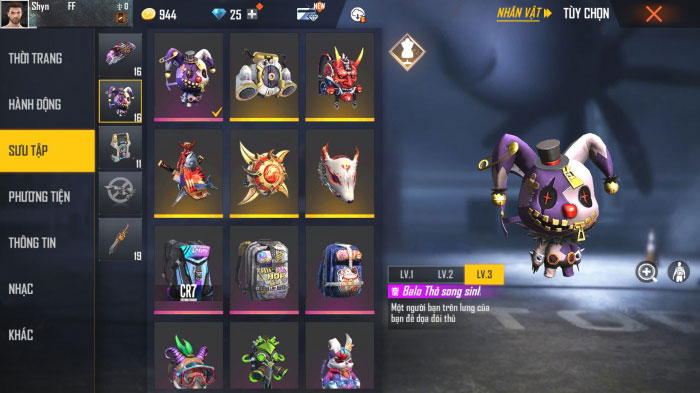 Shyn FF
0
944
25
NEW
NHÂN VẬT
TÙY CHỌN
THỜI TRANG
HÀNH ĐỘNG
SƯU TẬP
PHƯƠNG TIỆN
THÔNG TIN
NHẠC
KHÁC
16
16
11
19
CR7
LV.1
LV.2
LV.3
Balo Thỏ song sinh
Một người bạn trên lưng của
bạn để dọa đối thủ